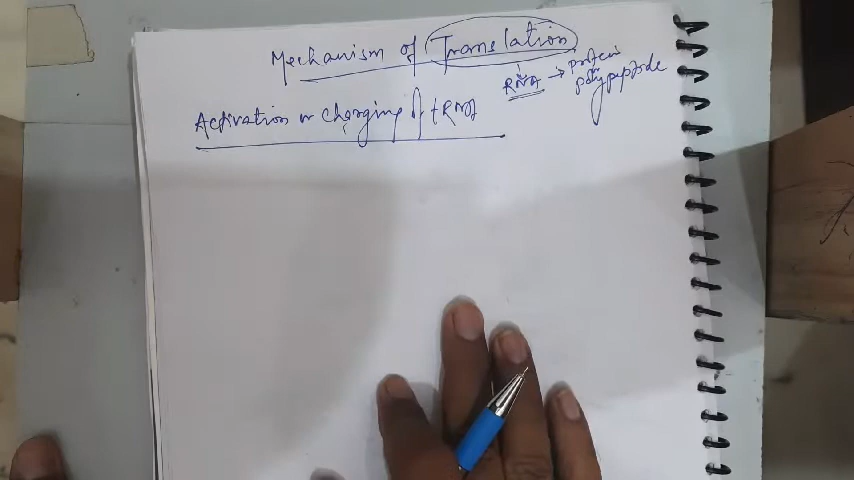 Mechanism of Translation
RNA → Protein
polypeptide
Activation or Charging of tRNA